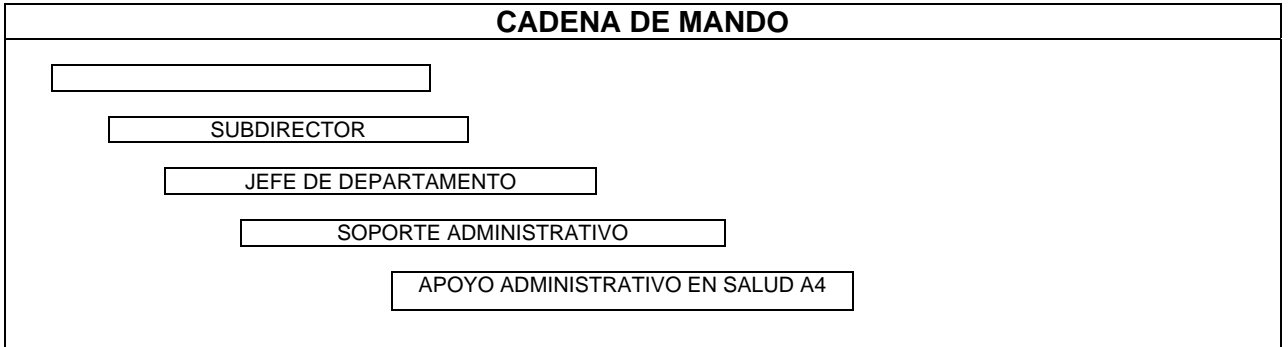 CADENA DE MANDO
SUBDIRECTOR
JEFE DE DEPARTAMENTO
SOPORTE ADMINISTRATIVO
APOYO ADMINISTRATIVO EN SALUD A4